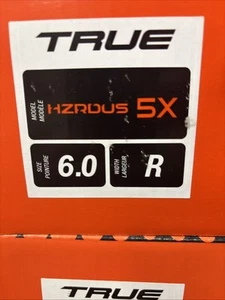 TRUE
MODEL
MODÈLE
HZRDUS 5X
SIZE
POINTURE
6.0
WIDTH
LARGEUR
R
TRUE